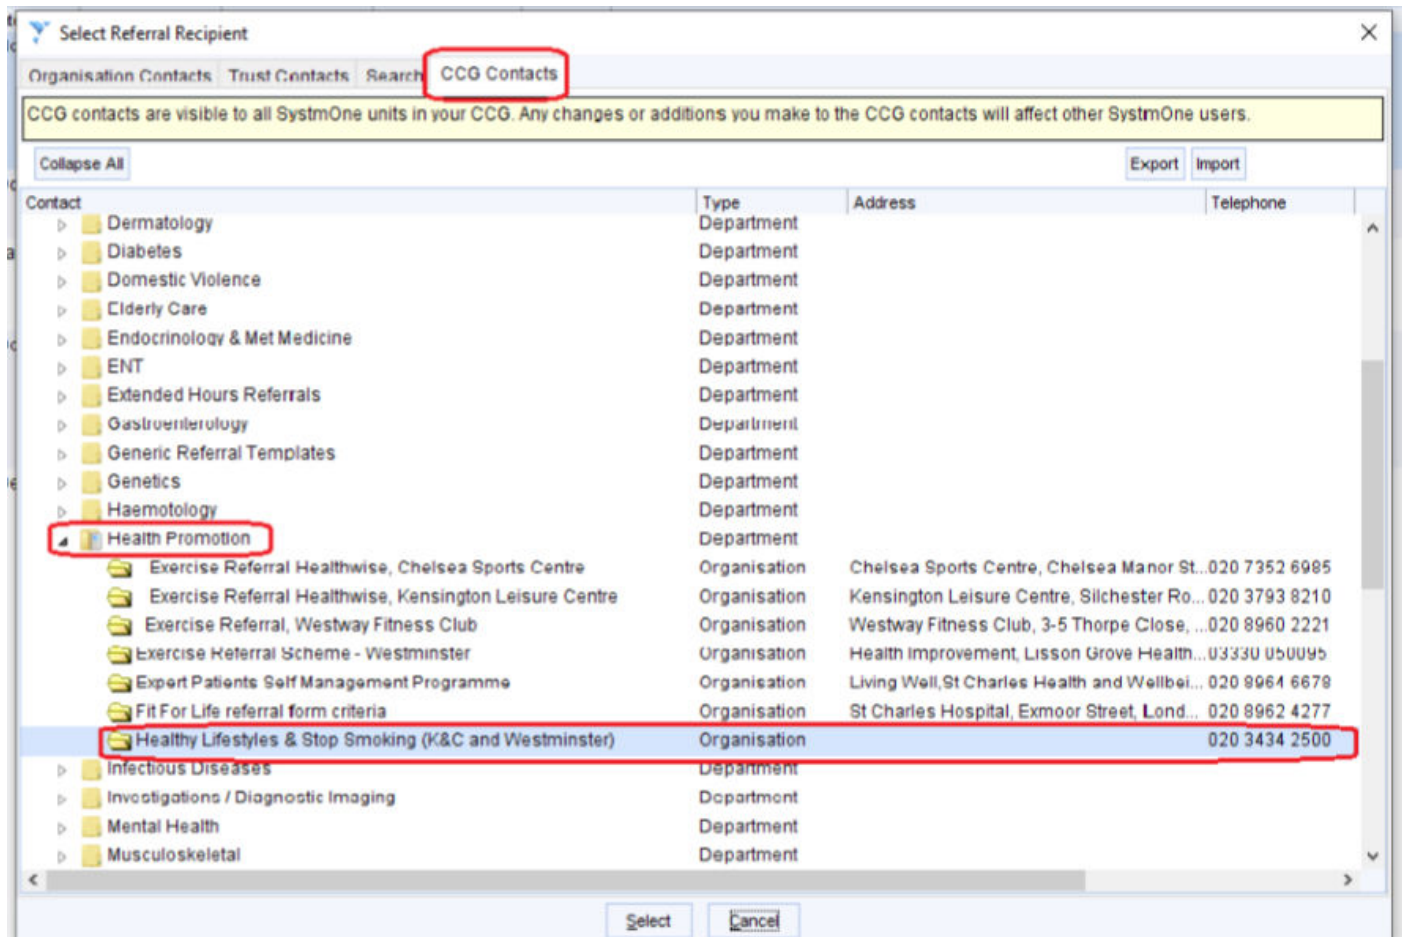 Select Referral Recipient
Organisation Contacts Trust Contacts Search CCG Contacts
CCG contacts are visible to all SystmOne units in your CCG. Any changes or additions you make to the CCG contacts will affect other SystmOne users.
Collapse All Export Import
Contact Type Address Telephone
Dermatology Department
Diabetes Department
Domestic Violence Department
Elderly Care Department
Endocrinology & Met Medicine Department
ENT Department
Extended Hours Referrals Department
Gastroenterology Department
Generic Referral Templates Department
Genetics Department
Haemotology Department
Health Promotion Department
Exercise Referral Healthwise, Chelsea Sports Centre Organisation Chelsea Sports Centre, Chelsea Manor St... 020 7352 6985
Exercise Referral Healthwise, Kensington Leisure Centre Organisation Kensington Leisure Centre, Silchester Ro... 020 3793 8210
Exercise Referral, Westway Fitness Club Organisation Westway Fitness Club, 3-5 Thorpe Close, ... 020 8960 2221
Exercise Referral Scheme - Westminster Organisation Health Improvement, Lisson Grove Health... 03330 050095
Expert Patients Self Management Programme Organisation Living Well,St Charles Health and Wellbei... 020 8964 6678
Fit For Life referral form criteria Organisation St Charles Hospital, Exmoor Street, Lond... 020 8962 4277
Healthy Lifestyles & Stop Smoking (K&C and Westminster) Organisation 020 3434 2500
Infectious Diseases Department
Investigations / Diagnostic Imaging Department
Mental Health Department
Musculoskeletal Department
Select Cancel